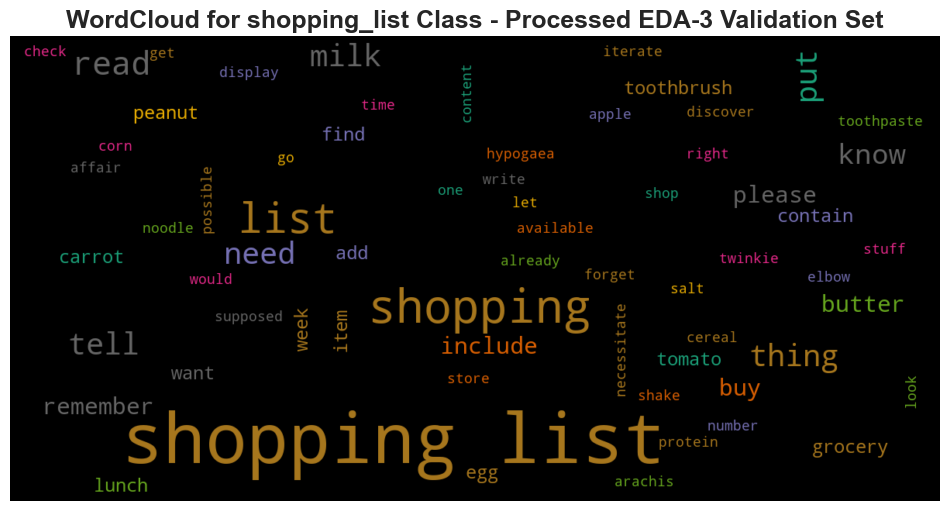 WordCloud for shopping_list Class - Processed EDA-3 Validation Set
check
get
read
milk
iterate
put
display
content
toothbrush
time
peanut
apple
discover
toothpaste
find
corn
go
hypogaea
right
know
affair
possible
write
one
shop
please
let
contain
list
noodle
available
need
add
carrot
already
twinkie
stuff
would
forget
salt
elbow
shopping
butter
supposed
week
item
necessitate
tell
include
cereal
tomato
thing
want
store
shake
buy
look
remember
shopping list
number
protein
grocery
egg
lunch
arachis